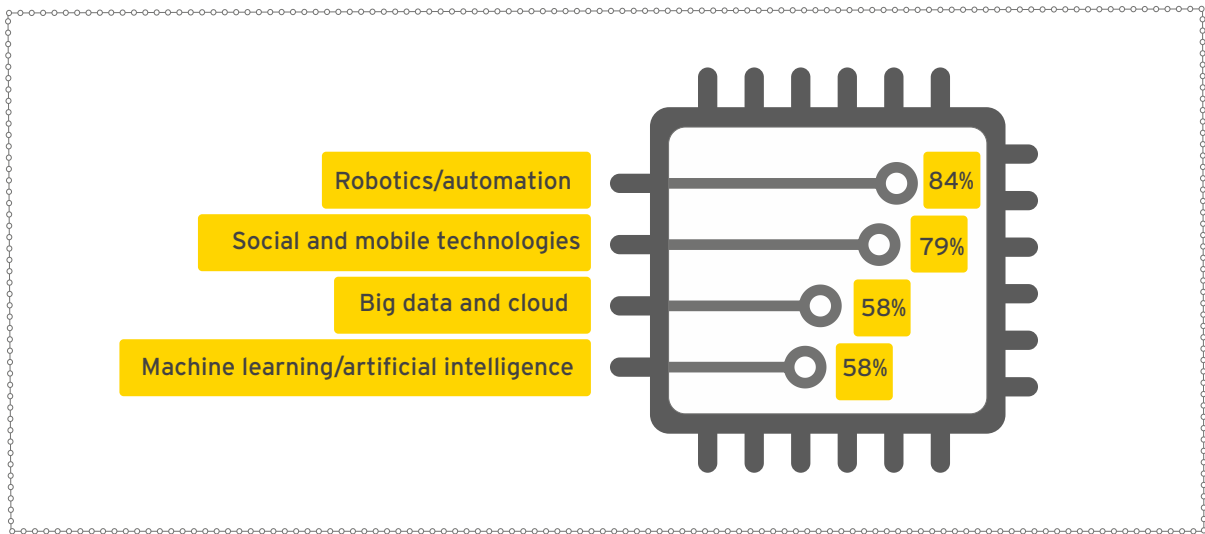 Robotics/automation 84%
Social and mobile technologies 79%
Big data and cloud 58%
Machine learning/artificial intelligence 58%